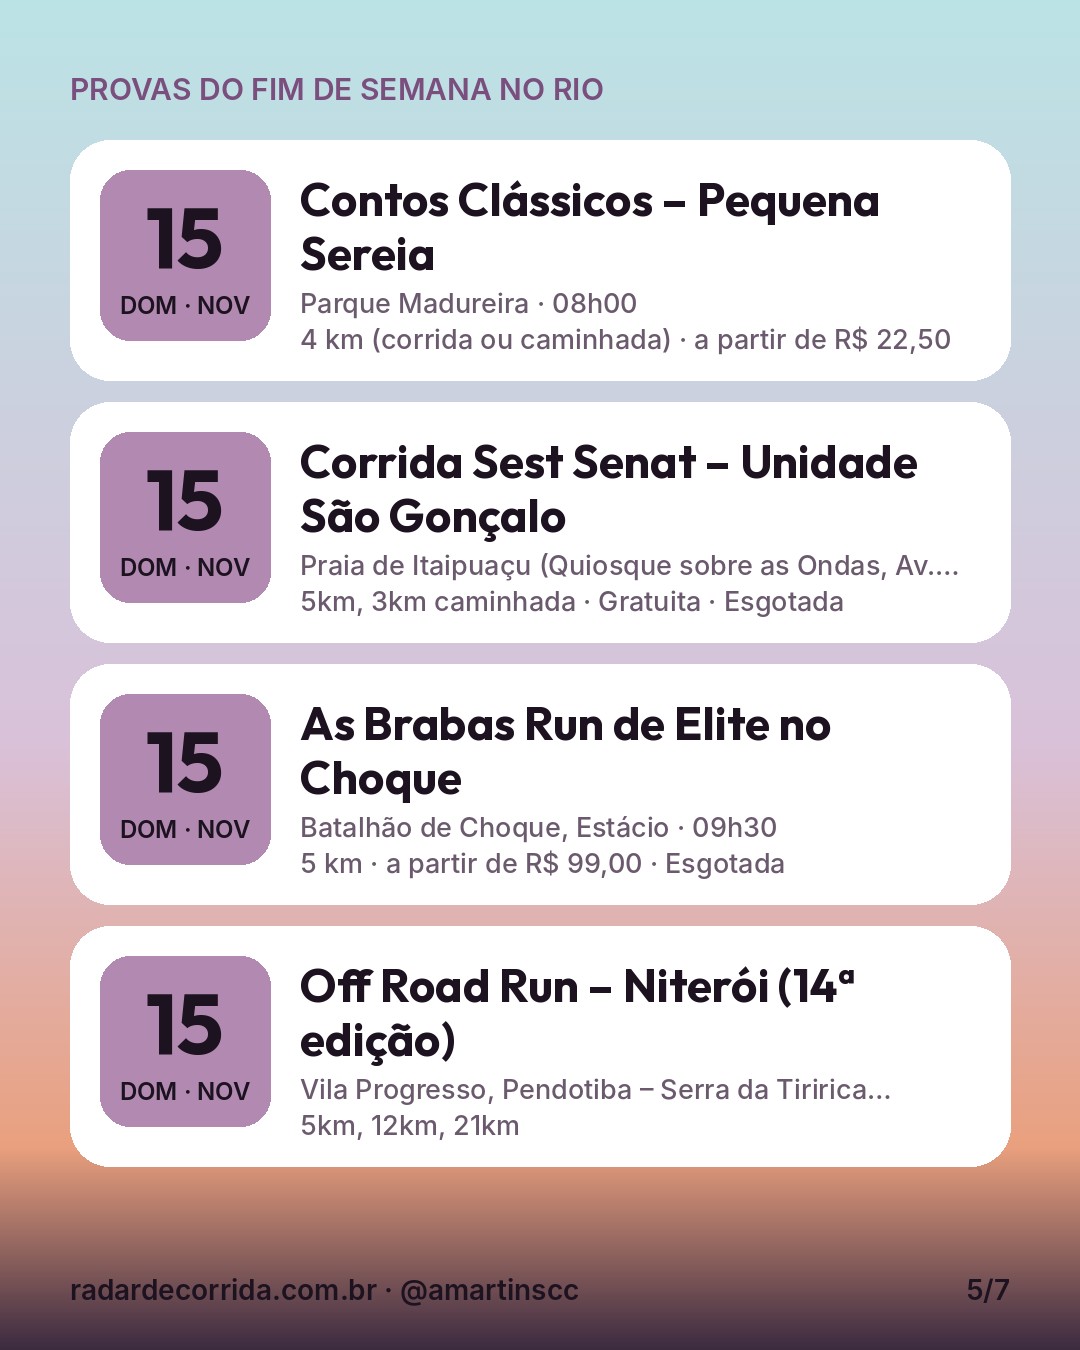 PROVAS DO FIM DE SEMANA NO RIO
15
DOM · NOV
Contos Clássicos – Pequena
Sereia
Parque Madureira · 08h00
4 km (corrida ou caminhada) · a partir de R$ 22,50
15
DOM · NOV
Corrida Sest Senat – Unidade
São Gonçalo
Praia de Itaipuaçu (Quiosque sobre as Ondas, Av....
5km, 3km caminhada · Gratuita · Esgotada
15
DOM · NOV
As Brabas Run de Elite no
Choque
Batalhão de Choque, Estácio · 09h30
5 km · a partir de R$ 99,00 · Esgotada
15
DOM · NOV
Off Road Run – Niterói (14ª
edição)
Vila Progresso, Pendotiba – Serra da Tiririca...
5km, 12km, 21km
radardecorrida.com.br · @amartinscc
5/7